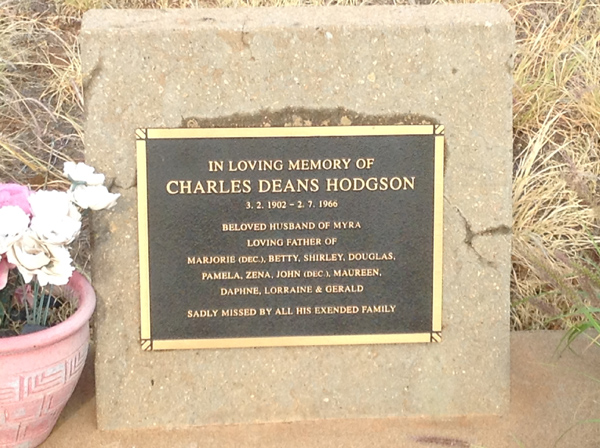 IN LOVING MEMORY OF
CHARLES DEANS HODGSON
3. 2. 1902 – 2. 7. 1966
BELOVED HUSBAND OF MYRA
LOVING FATHER OF
MARJORIE (DEC.), BETTY, SHIRLEY, DOUGLAS,
PAMELA, ZENA, JOHN (DEC.), MAUREEN,
DAPHNE, LORRAINE & GERALD
SADLY MISSED BY ALL HIS EXENDED FAMILY